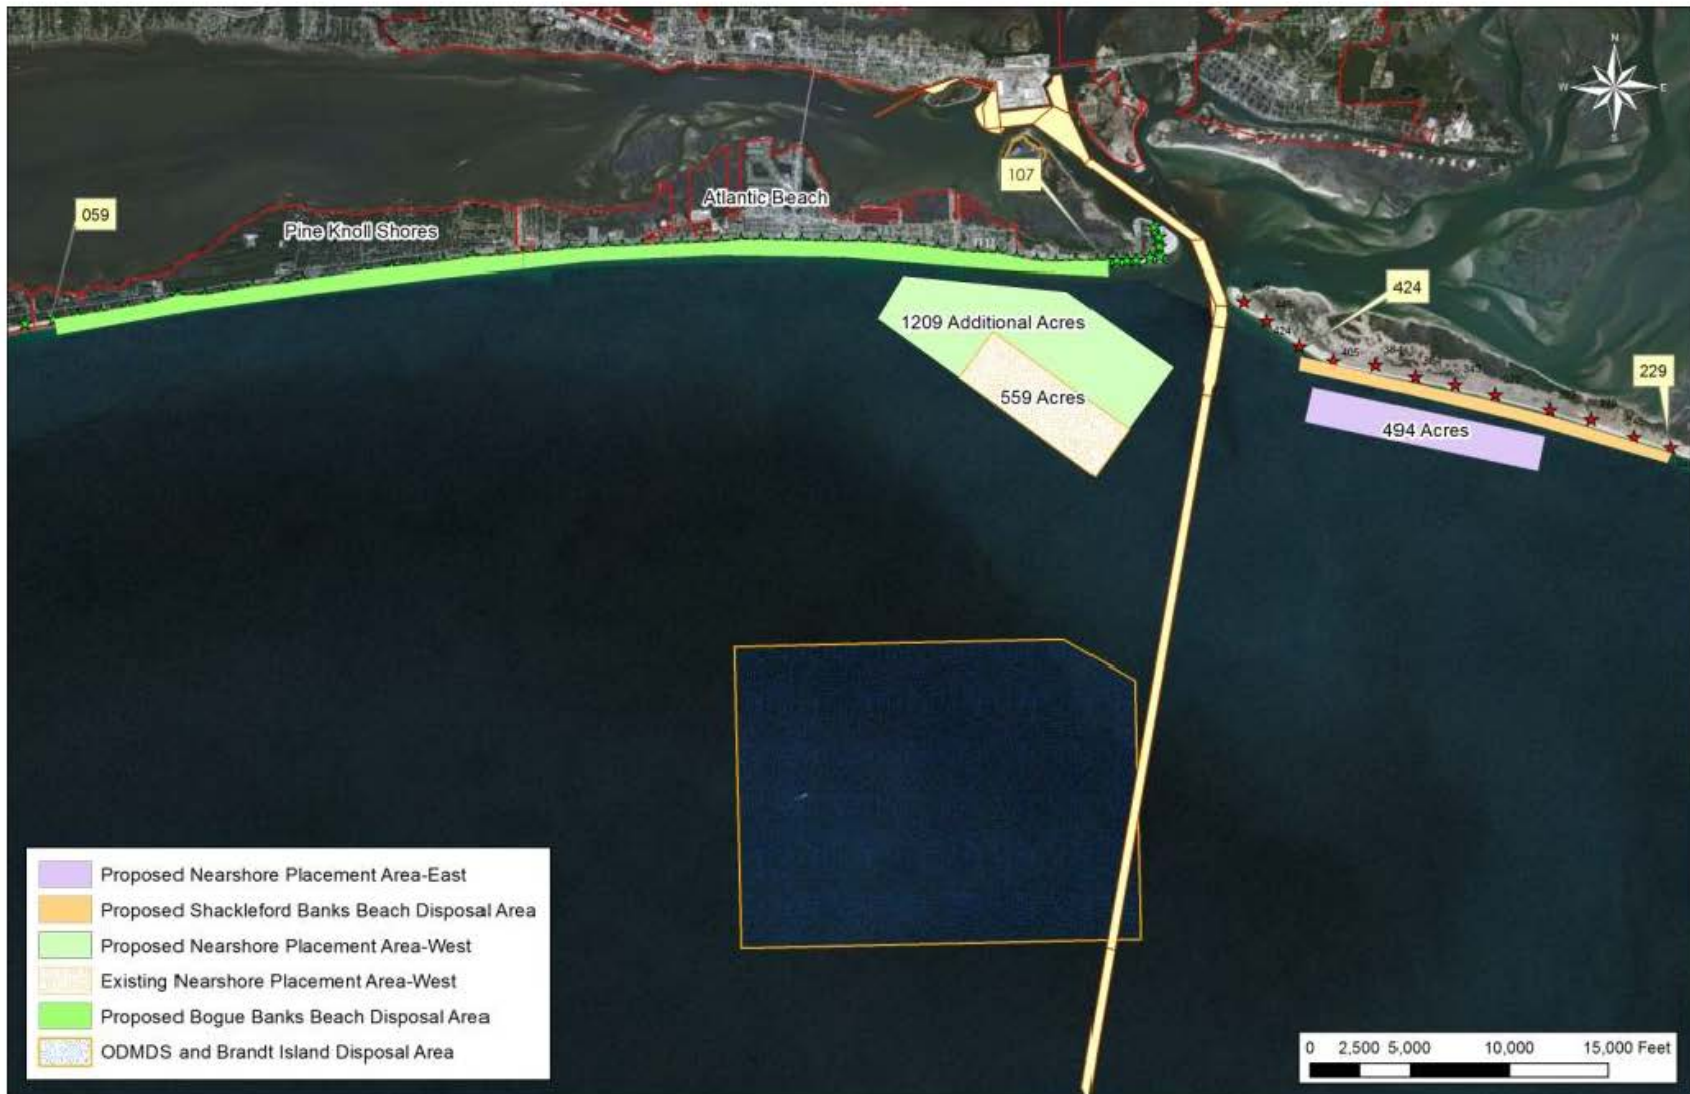 N
W E
S
107
059
Atlantic Beach
Pine Knoll Shores
424
1209 Additional Acres
424
405
229
559 Acres
494 Acres
Proposed Nearshore Placement Area-East
Proposed Shackleford Banks Beach Disposal Area
Proposed Nearshore Placement Area-West
Existing Nearshore Placement Area-West
Proposed Bogue Banks Beach Disposal Area
ODMDS and Brandt Island Disposal Area
0 2,500 5,000 10,000 15,000 Feet